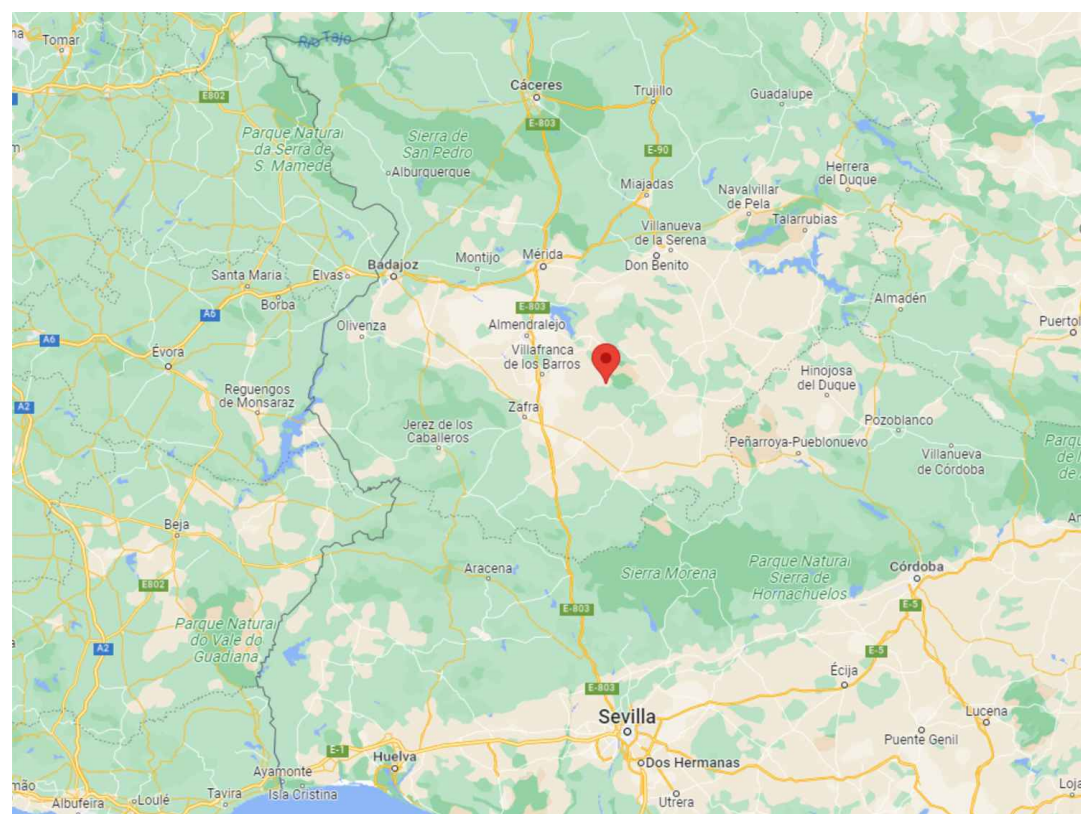 Tomar
Río Tajo
Cáceres
Trujillo
Guadalupe
E802
E-803
Parque Natural
da Serra de
S. Mamede
Sierra de
San Pedro
E-90
Alburquerque
Herrera
del Duque
Miajadas
Navalvillar
de Pela
Talarrubias
Villanueva
de la Serena
Don Benito
Mérida
Montijo
Badajoz
Elvas
Santa Maria
Borba
A6
E-803
Almadén
Olivenza
Almendralejo
A6
Évora
Villafranca
de los Barros
Hinojosa
del Duque
Reguengos
de Monsaraz
A2
Zafra
Jerez de los
Caballeros
Pozoblanco
Peñarroya-Pueblonuevo
Villanueva
de Córdoba
Beja
Aracena
Sierra Morena
Parque Natural
Sierra de
Hornachuelos
Córdoba
E802
E-803
E-5
Parque Natural
do Vale do
Guadiana
A2
E-5
Écija
E-803
Sevilla
Lucena
Puente Genil
E-1
Huelva
Dos Hermanas
Ayamonte
Isla Cristina
Tavira
Loulé
Albufeira
Utrera